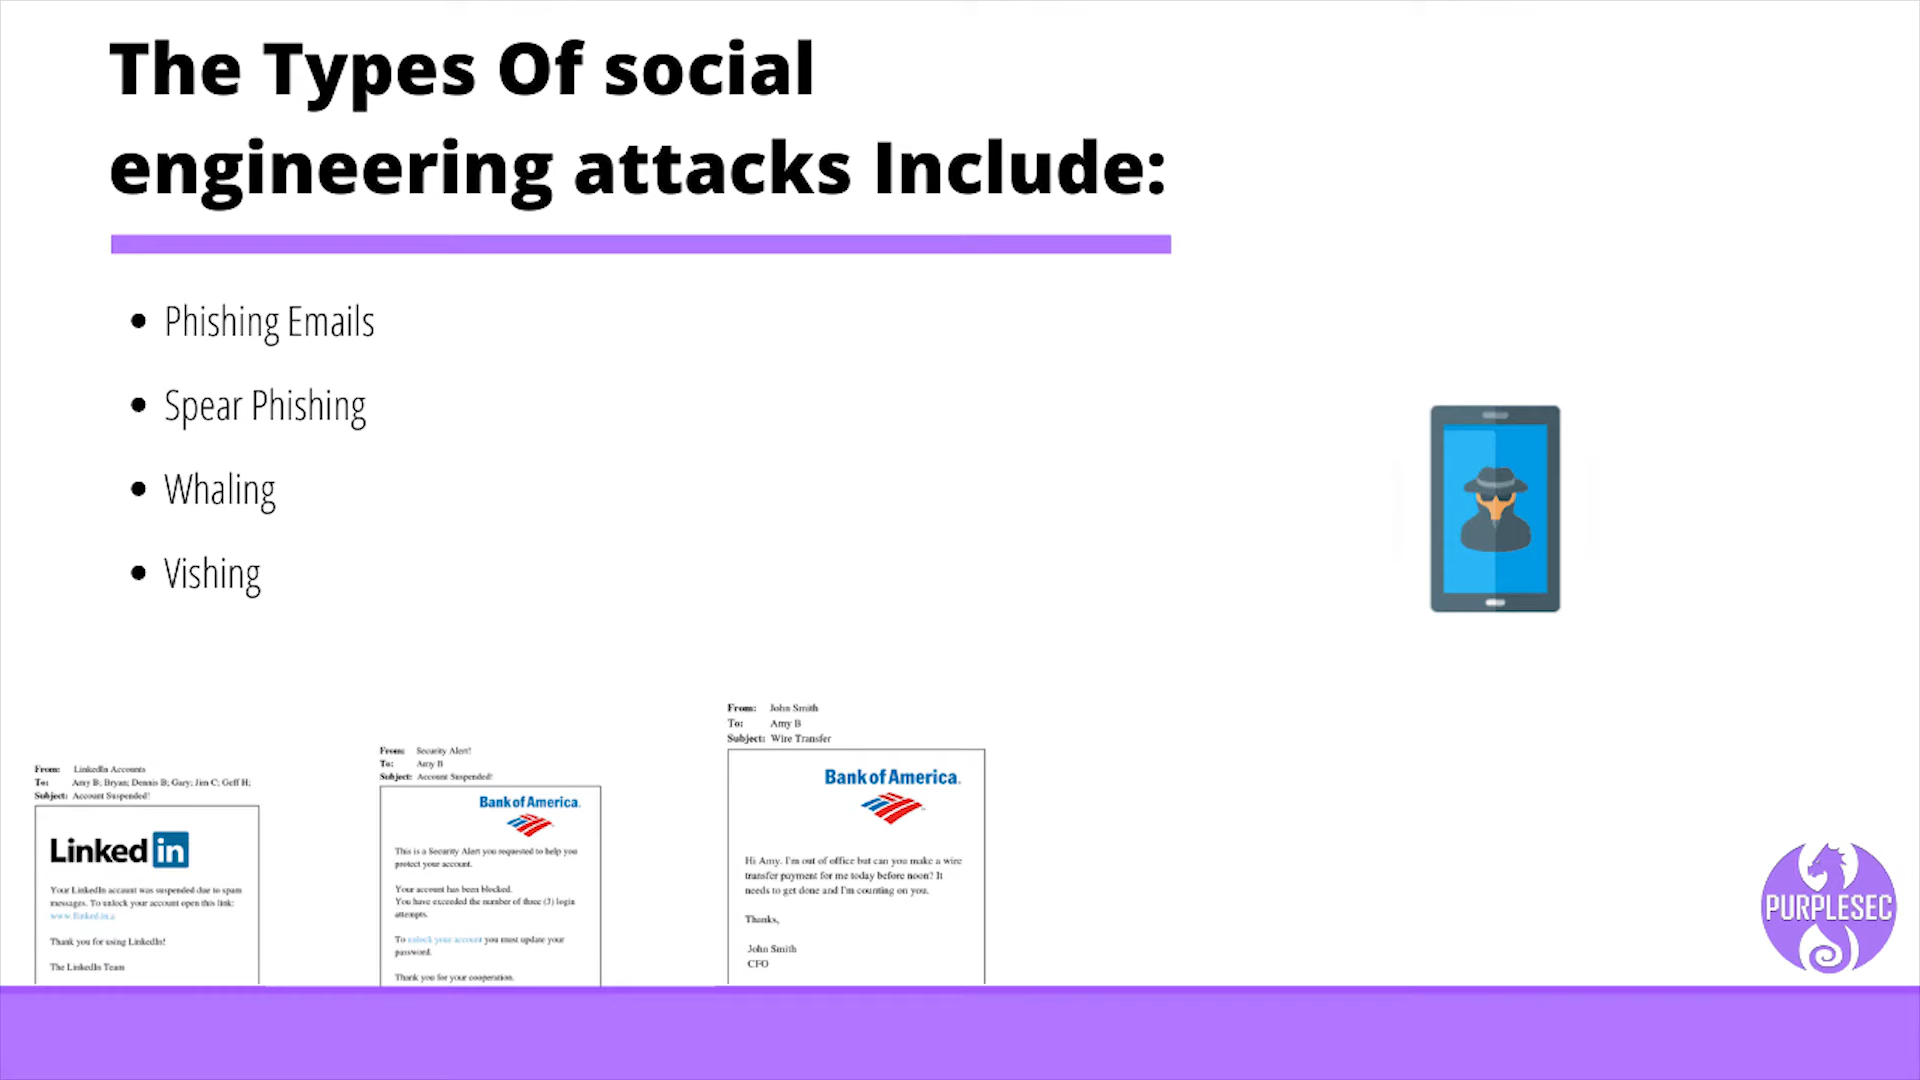 The Types Of social
engineering attacks Include:
Phishing Emails
Spear Phishing
Whaling
Vishing
From: LinkedIn Accounts
To: Amy B; Bryan; Dennis B; Gary; Jim C; Geff H;
Subject: Account Suspended!
Linked in
Your LinkedIn account was suspended due to spam
messages. To unlock your account open this link:
Thank you for using LinkedIn!
The LinkedIn Team
From: Security Alert!
To: Amy B
Subject: Account Suspended!
Bank of America.
This is a Security Alert you requested to help you
protect your account.
Your account has been blocked.
You have exceeded the number of three (3) login
attempts.
To unlock your account you must update your
password.
Thank you for your cooperation.
From: John Smith
To: Amy B
Subject: Wire Transfer
Bank of America.
Hi Amy. I'm out of office but can you make a wire
transfer payment for me today before noon? It
needs to get done and I'm counting on you.
Thanks,
John Smith
CFO
PURPLESEC